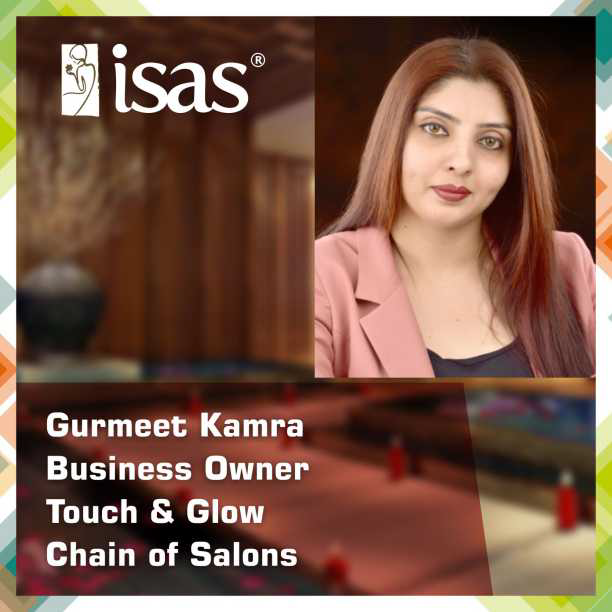 isas®
Gurmeet Kamra
Business Owner
Touch & Glow
Chain of Salons